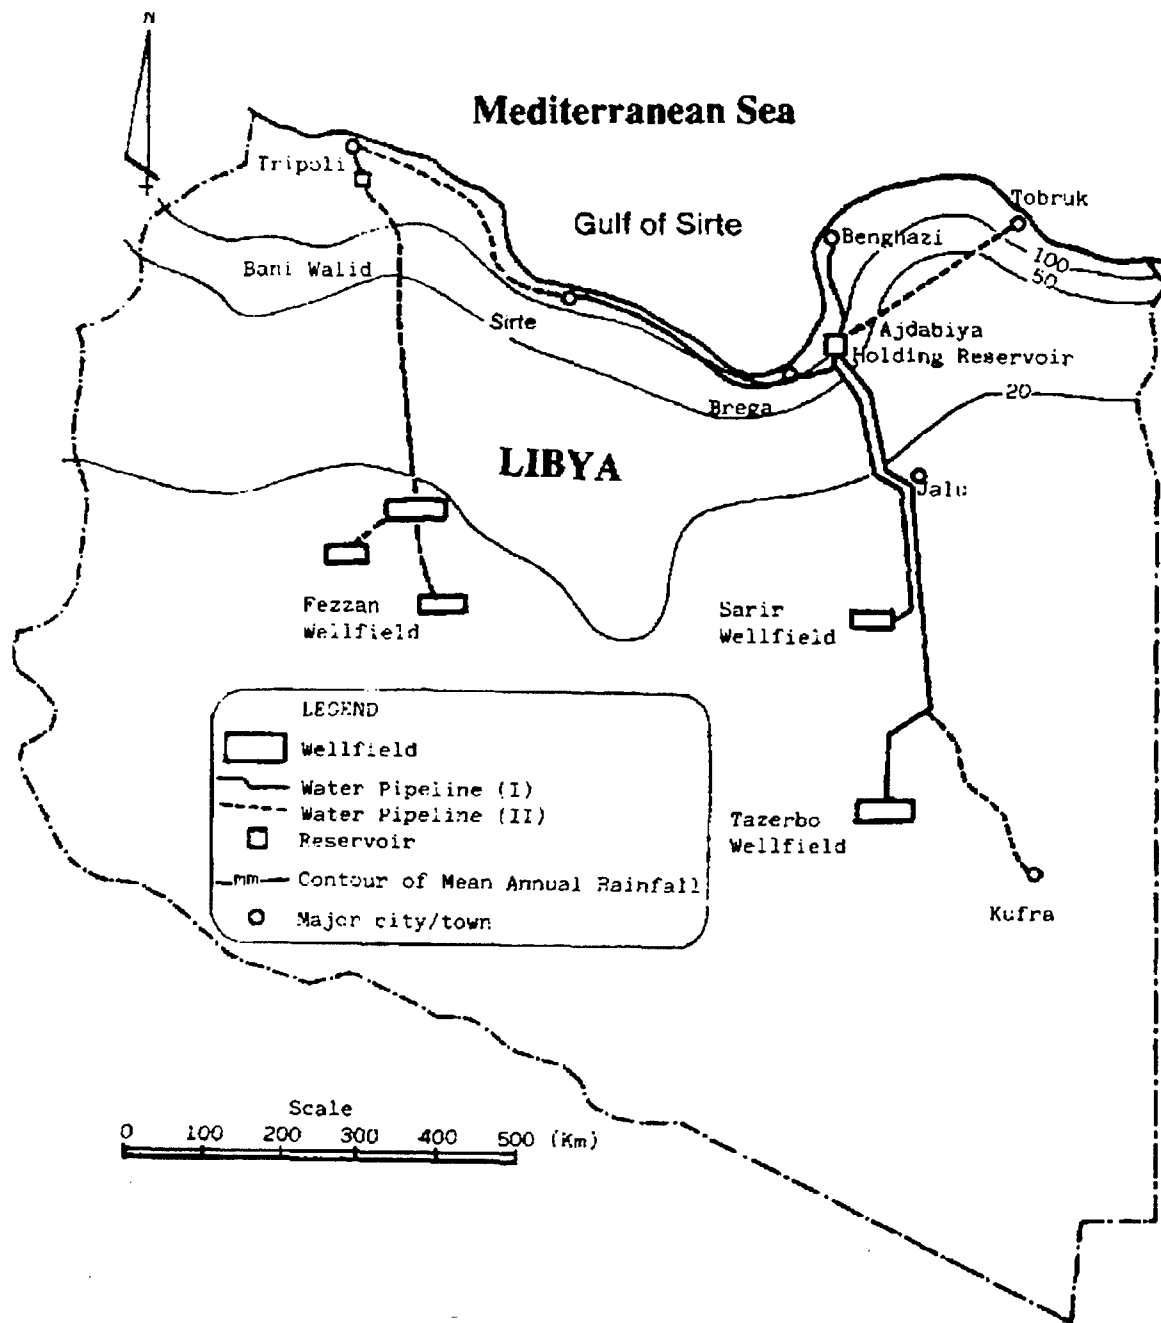 N
Mediterranean Sea
Tripoli
Gulf of Sirte
Tobruk
Benghazi
100
50
Bani Walid
Sirte
Ajdabiya
Holding Reservoir
Brega
20
LIBYA
Jalu
Fezzan
Wellfield
Sarir
Wellfield
LEGEND
Wellfield
Water Pipeline (I)
Water Pipeline (II)
Reservoir
mm
Contour of Mean Annual Rainfall
Major city/town
Tazerbo
Wellfield
Kufra
Scale
0 100 200 300 400 500 (Km)